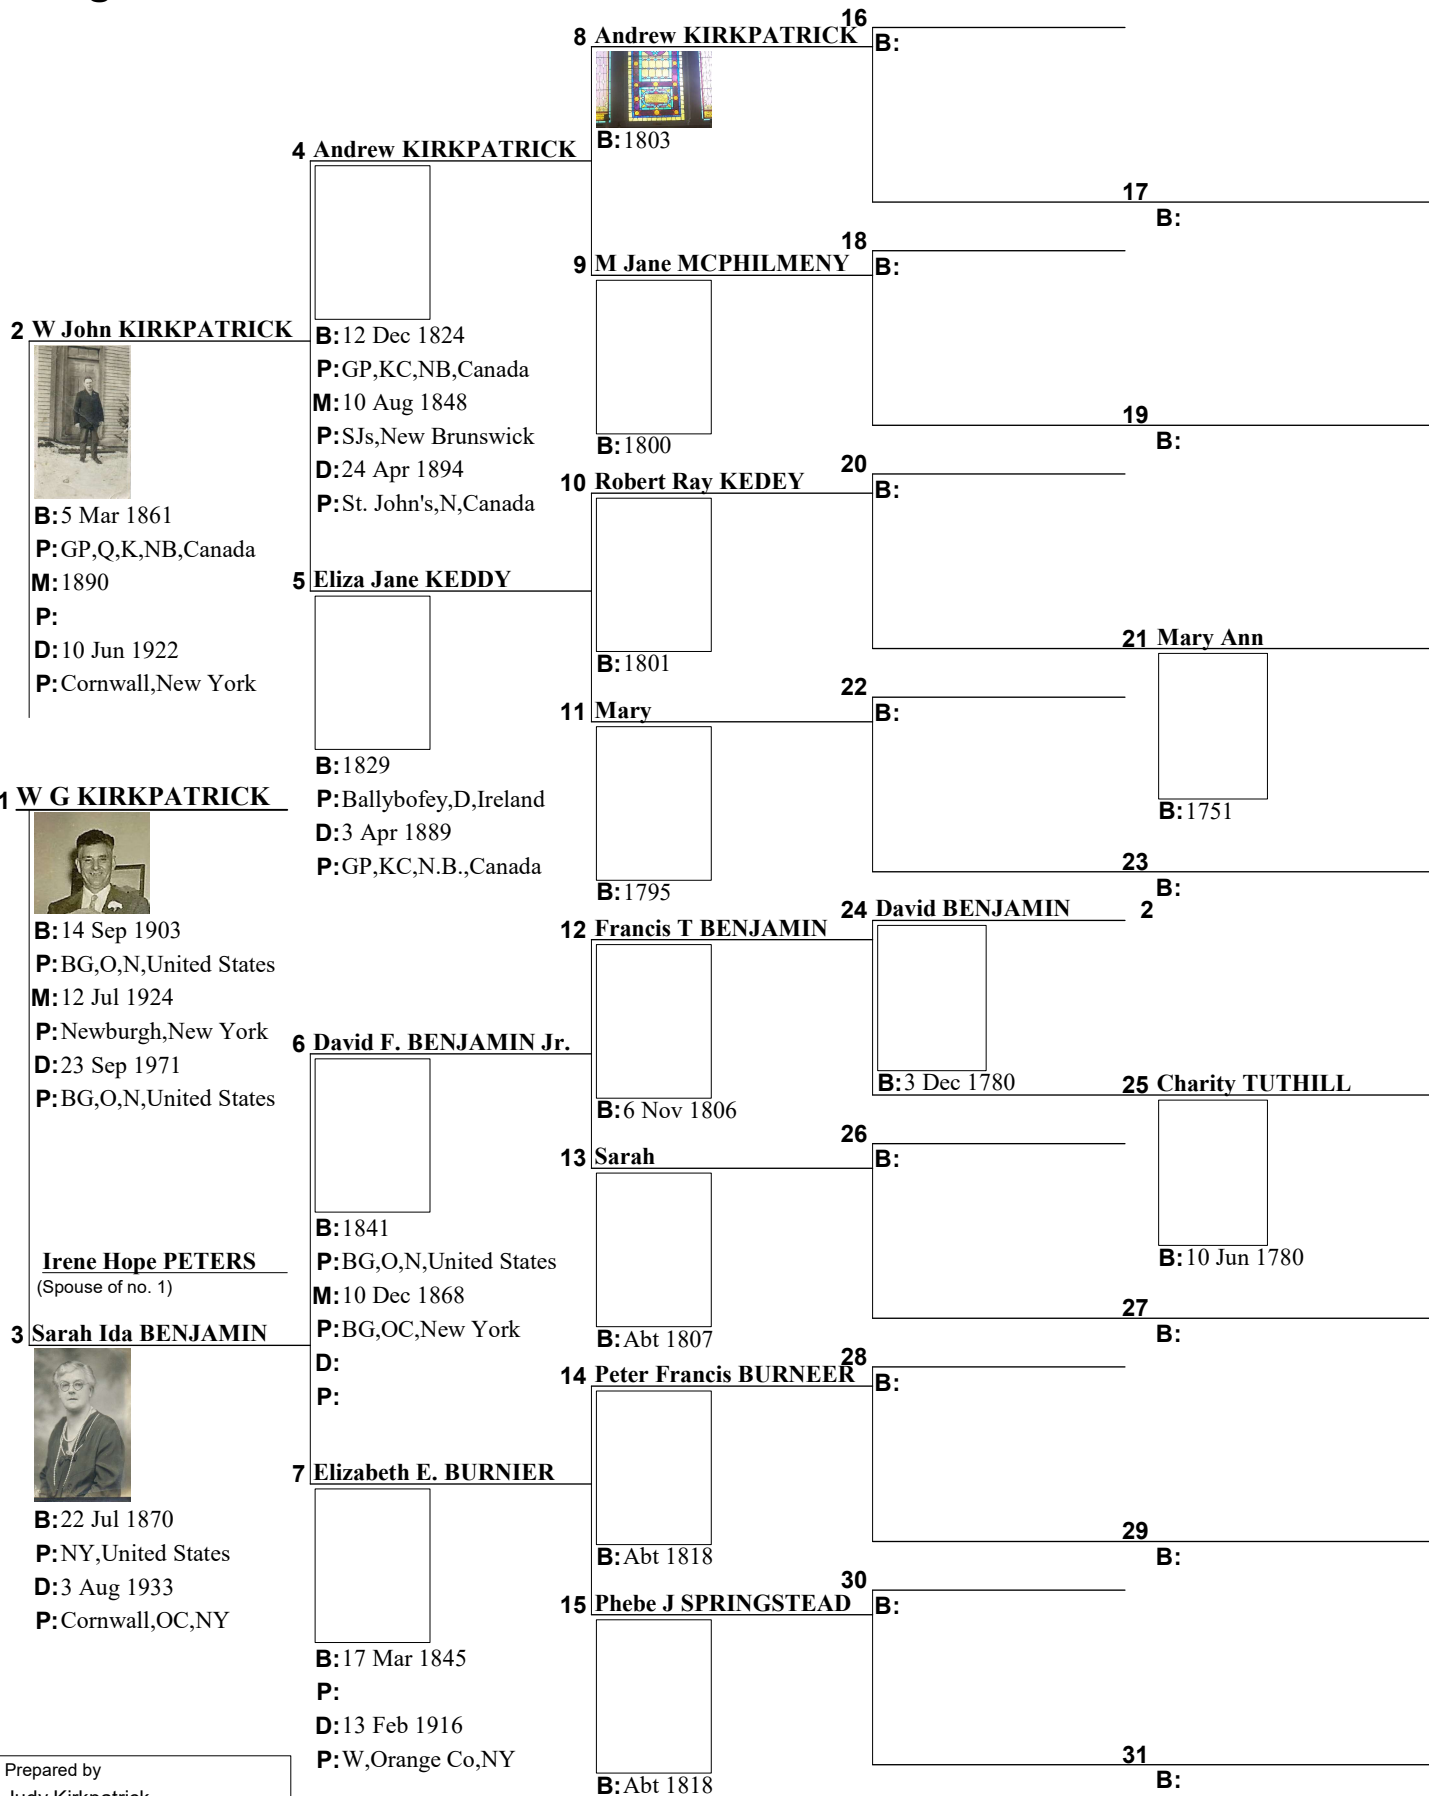 16
8 Andrew KIRKPATRICK
B:
B:1803
4 Andrew KIRKPATRICK
17
B:
18
9 M Jane MCPHILMENY
B:
2 W John KIRKPATRICK
B:12 Dec 1824
P:GP,KC,NB,Canada
M:10 Aug 1848
P:SJs,New Brunswick
D:24 Apr 1894
P:St. John's,N,Canada
19
B:
B:1800
20
10 Robert Ray KEDEY
B:
B:5 Mar 1861
P:GP,Q,K,NB,Canada
M:1890
P:
D:10 Jun 1922
P:Cornwall,New York
5 Eliza Jane KEDDY
21 Mary Ann
B:1801
22
11 Mary
B:
B:1829
P:Ballybofey,D,Ireland
D:3 Apr 1889
P:GP,KC,N.B.,Canada
1 W G KIRKPATRICK
B:1751
23
B:
B:1795
24 David BENJAMIN 2
12 Francis T BENJAMIN
B:14 Sep 1903
P:BG,O,N,United States
M:12 Jul 1924
P:Newburgh,New York
D:23 Sep 1971
P:BG,O,N,United States
6 David F. BENJAMIN Jr.
B:3 Dec 1780
25 Charity TUTHILL
B:6 Nov 1806
26
13 Sarah
B:
B:1841
P:BG,O,N,United States
M:10 Dec 1868
P:BG,OC,New York
D:
P:
Irene Hope PETERS
(Spouse of no. 1)
B:10 Jun 1780
27
B:
3 Sarah Ida BENJAMIN
B:Abt 1807
28
14 Peter Francis BURNEER
B:
7 Elizabeth E. BURNIER
B:22 Jul 1870
P:NY,United States
D:3 Aug 1933
P:Cornwall,OC,NY
29
B:
B:Abt 1818
30
15 Phebe J SPRINGSTEAD
B:
B:17 Mar 1845
P:
D:13 Feb 1916
P:W,Orange Co,NY
31
B:
B:Abt 1818
Prepared by
Judy Kirkpatrick